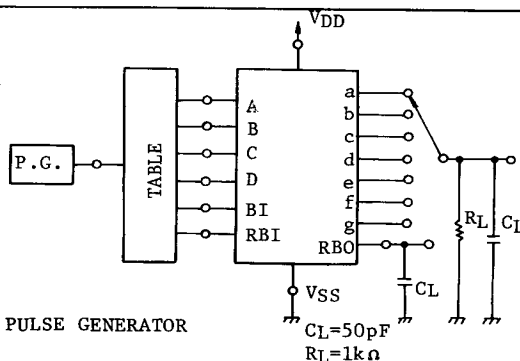 VDD
P.G.
TABLE
A
B
C
D
BI
RBI
a
b
c
d
e
f
g
RBO
VSS
CL
RL
CL
PULSE GENERATOR
CL=50pF
RL=1kΩ